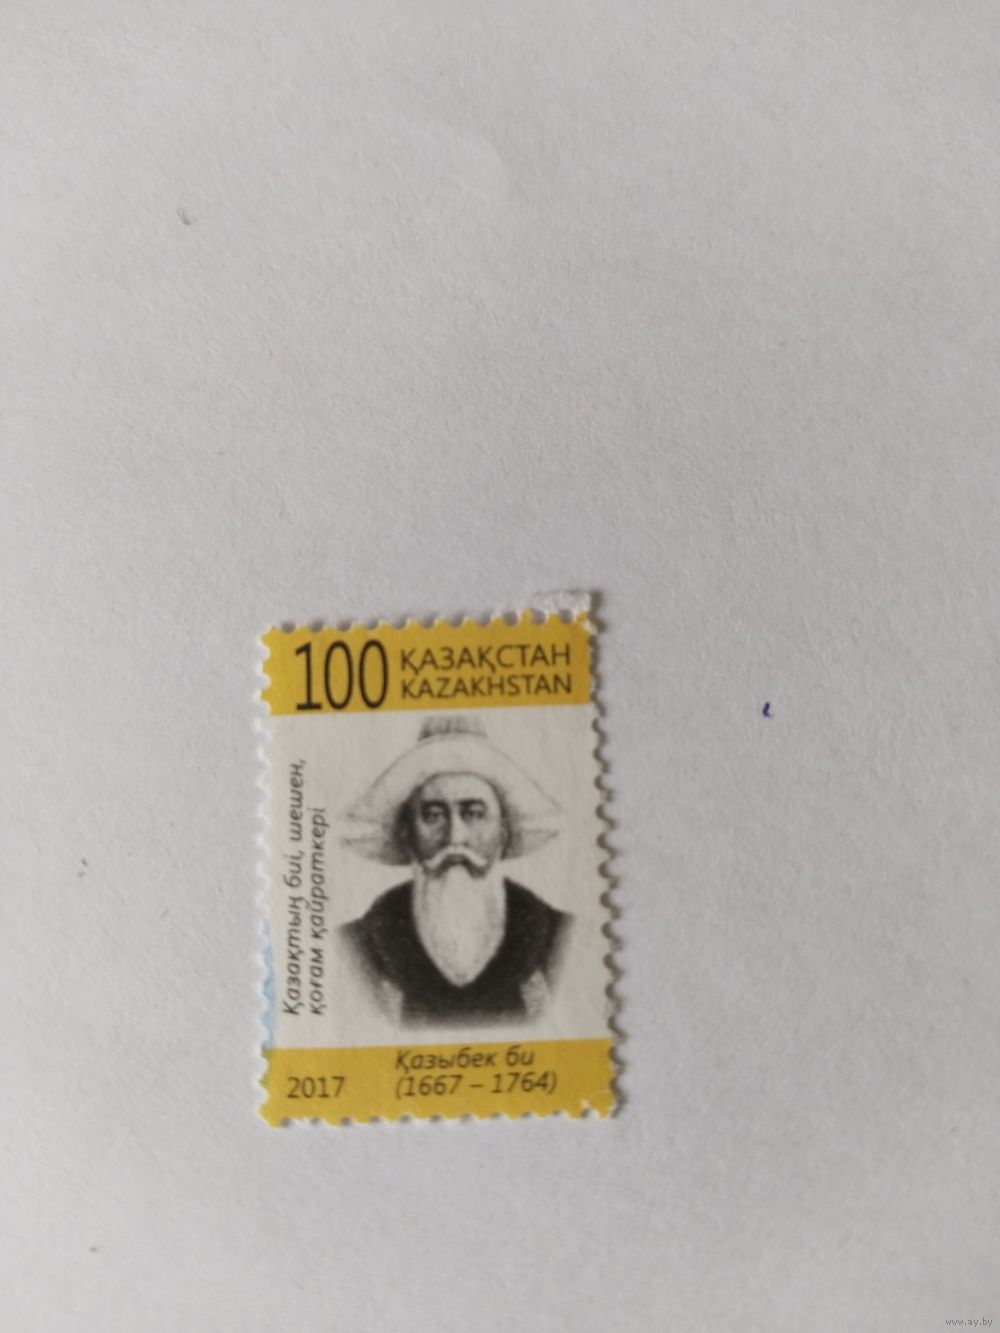 100 ҚАЗАҚСТАН
KAZAKHSTAN
Қазақтың биі, шешен,
қоғам қайраткері
Қазыбек би
2017 (1667 – 1764)
www.ay.by